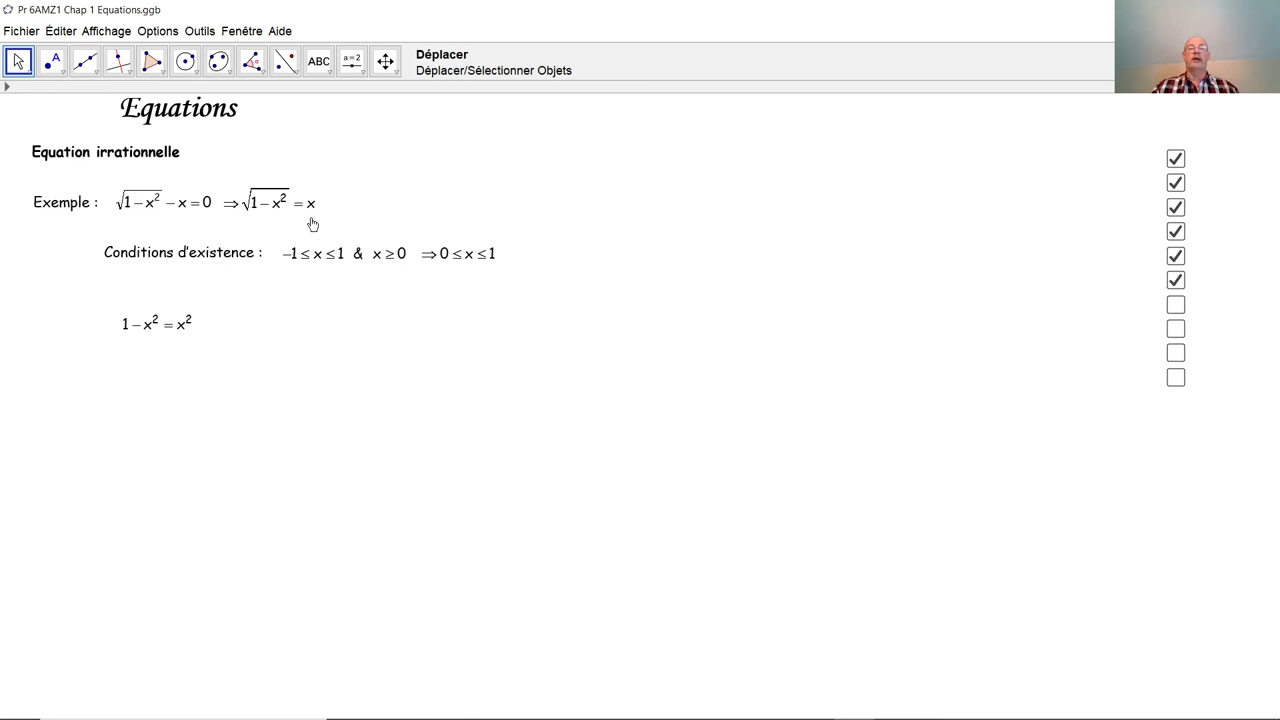 Pr 6AMZ1 Chap 1 Equations.ggb
Fichier Éditer Affichage Options Outils Fenêtre Aide
A ABC a=2
Déplacer
Déplacer/Sélectionner Objets
Equations
Equation irrationnelle
Exemple : √(1−x²) − x = 0 ⇒ √(1−x²) = x
Conditions d'existence : −1 ≤ x ≤ 1 & x ≥ 0 ⇒ 0 ≤ x ≤ 1
1 − x² = x²